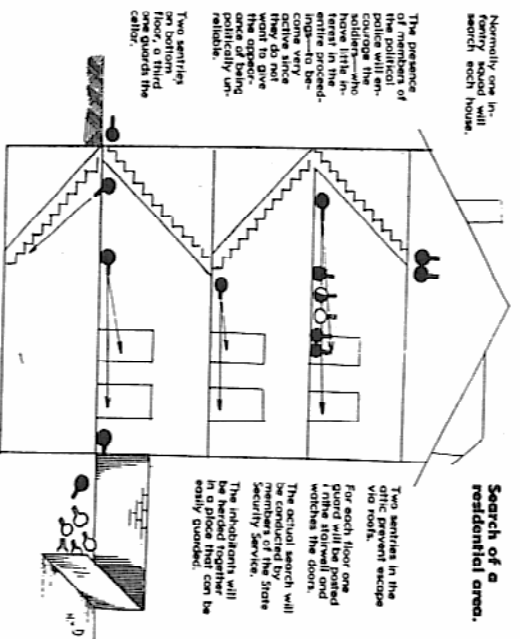 Search of a
residential area.
Normally one in-
fantry squad will
search each house.
The presence
of members of
the political
police will en-
courage the
soldiers—who
have little in-
terest in the
entire proceed-
ings—to be-
come very
active since
they do not
want to give
the appear-
ance of being
politically un-
reliable.
Two sentries
on bottom
floor, a third
one guards the
cellar.
Two sentries in the
attic prevent escape
via roofs.
For each floor one
guard will be posted
i nthe stairwell and
watches the doors.
The actual search will
be conducted by
members of the State
Security Service.
The inhabitants will
be herded together
in a place that can be
easily guarded.